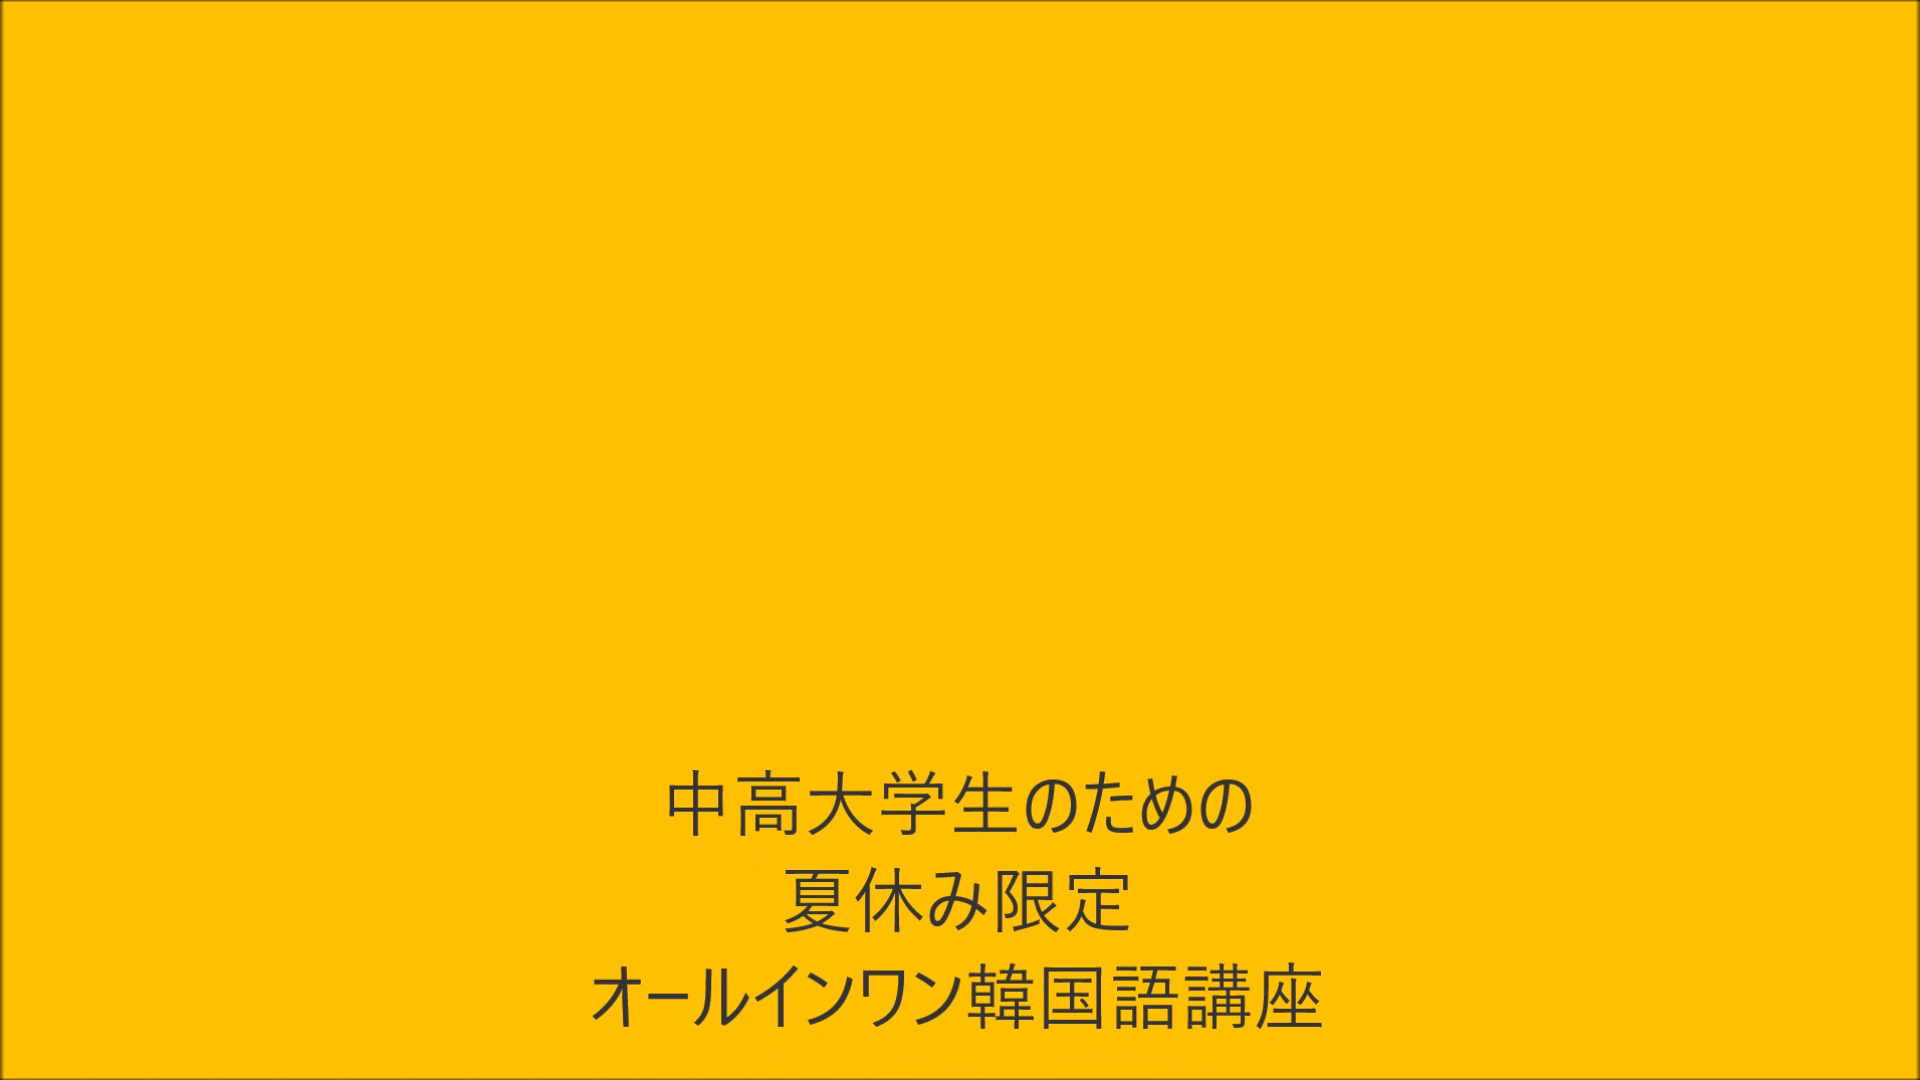 中高大学生のための
夏休み限定
オールインワン韓国語講座